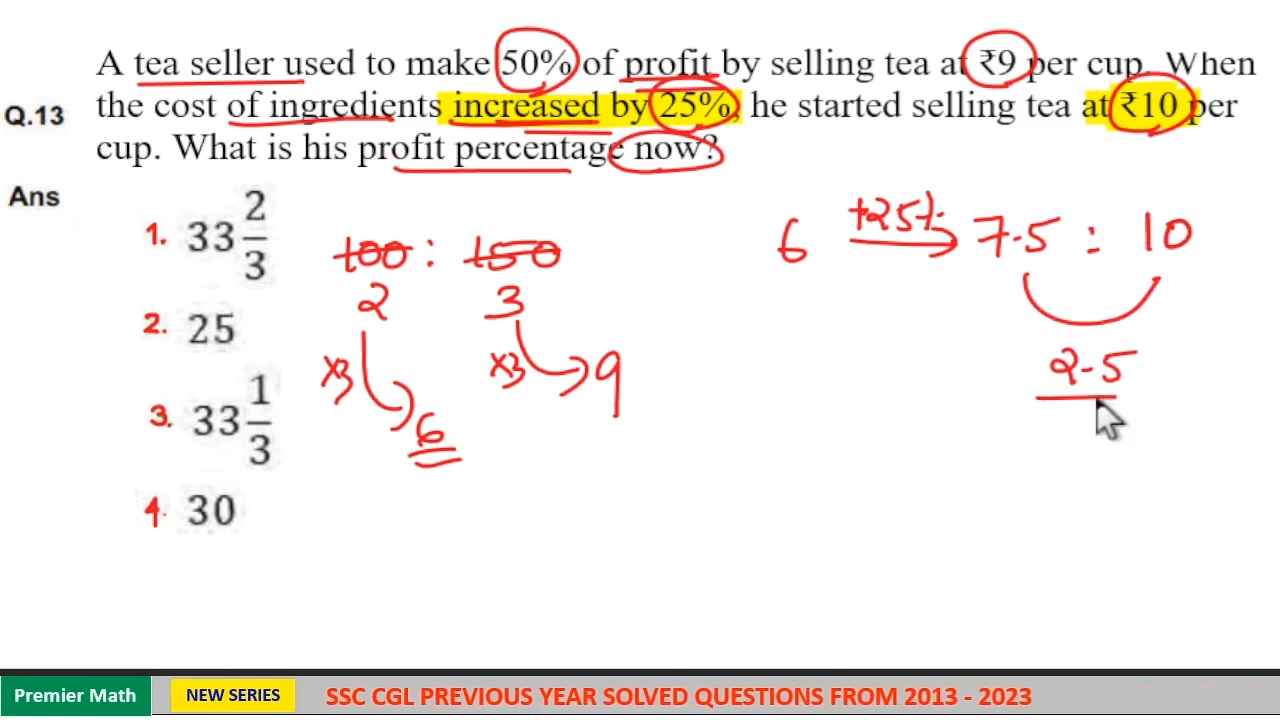 A tea seller used to make 50% of profit by selling tea at ₹9 per cup. When
Q.13 the cost of ingredients increased by 25%, he started selling tea at ₹10 per
cup. What is his profit percentage now?
Ans
1. 33 2/3
2. 25
3. 33 1/3
4. 30
100 : 150
2 3
×3 ×3 9
6
6 +25% 7.5 : 10
2.5
Premier Math NEW SERIES SSC CGL PREVIOUS YEAR SOLVED QUESTIONS FROM 2013 - 2023